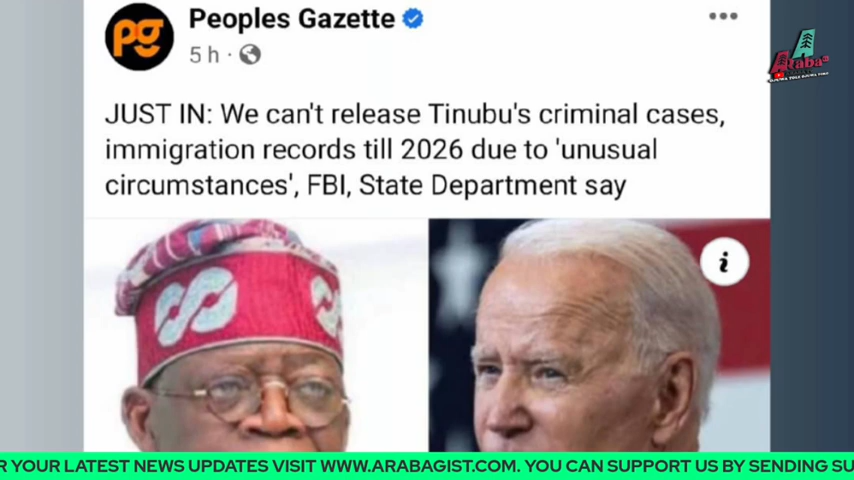 Peoples Gazette
5 h
JUST IN: We can't release Tinubu's criminal cases,
immigration records till 2026 due to 'unusual
circumstances', FBI, State Department say
i
R YOUR LATEST NEWS UPDATES VISIT WWW.ARABAGIST.COM. YOU CAN SUPPORT US BY SENDING SU